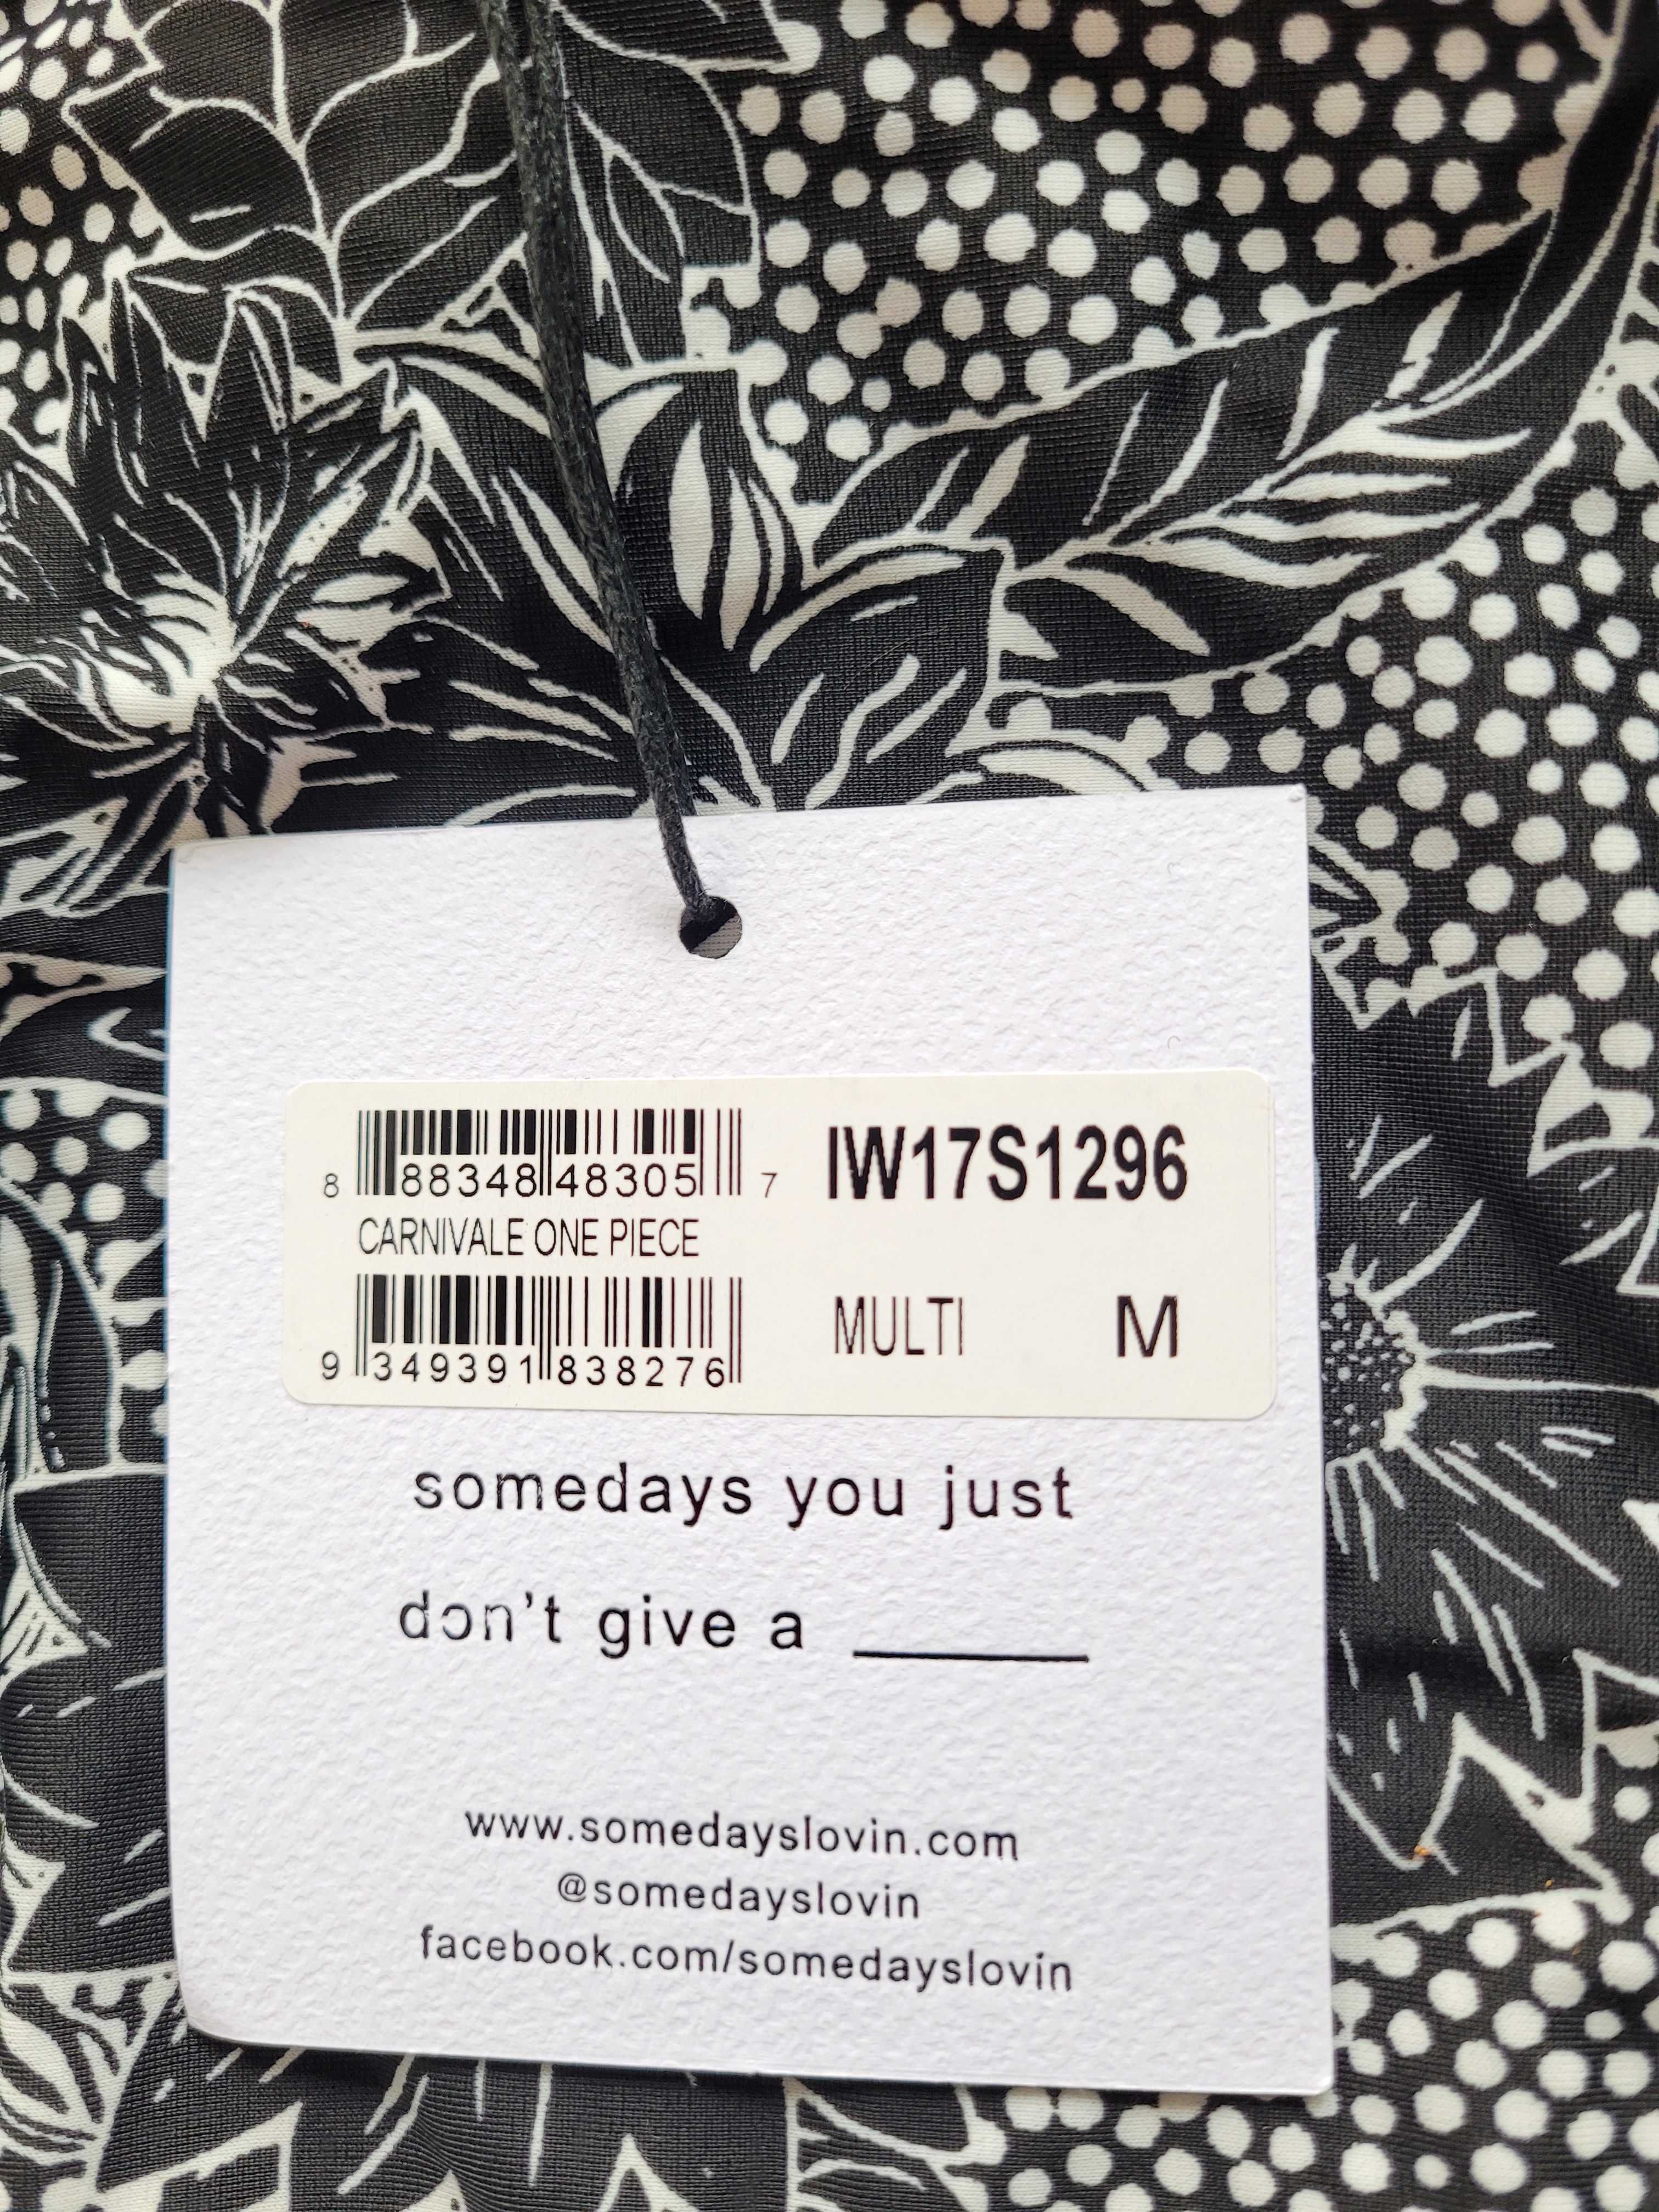 8 88348 48305 7
IW17S1296
CARNIVALE ONE PIECE
9 349391 838276
MULTI M
somedays you just
don't give a ______
www.somedayslovin.com
@somedayslovin
facebook.com/somedayslovin